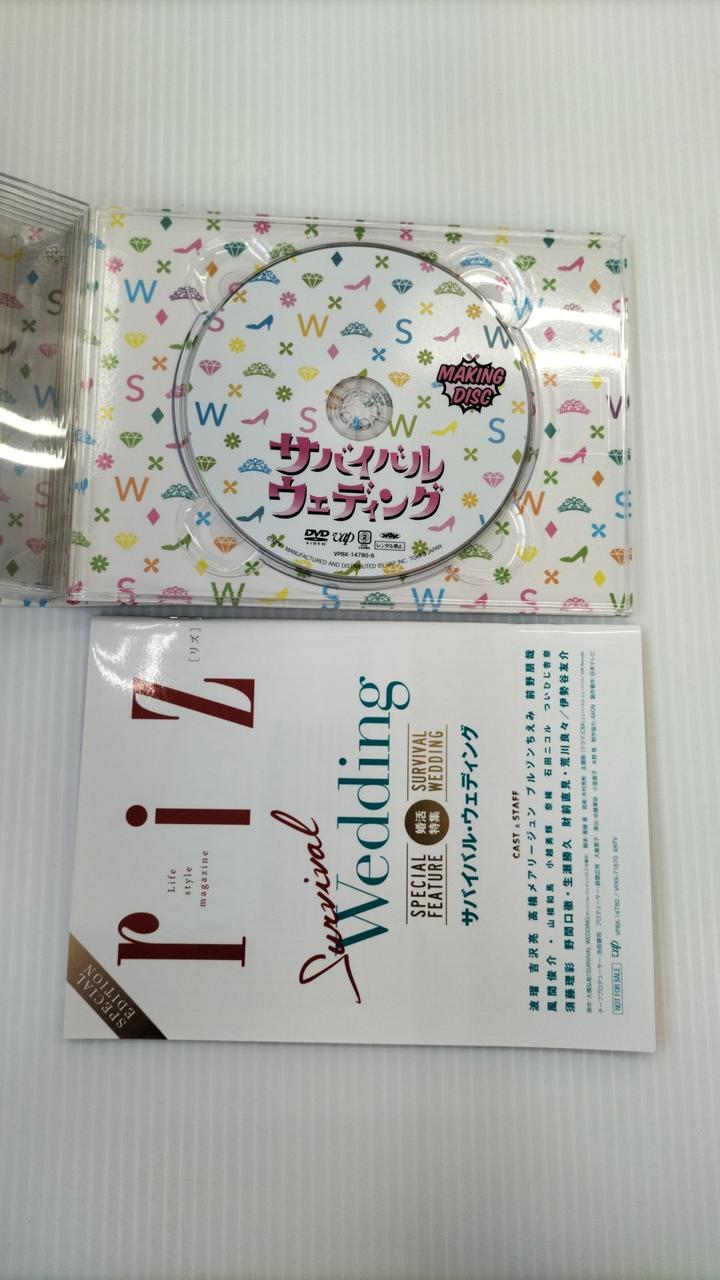 MAKING
DISC
サバイバル
ウェディング
DVD
VIDEO
vap
2
レンタル禁止
VPBX-14780-6
MANUFACTURED AND DISTRIBUTED BY VAP INC. TOKYO JAPAN
SPECIAL
EDITION
riz
[リズ]
Life
style
magazine
Survival
Wedding
SPECIAL
FEATURE
婚活
特集
SURVIVAL
WEDDING
サバイバル・ウェディング
CAST & STAFF
波瑠 吉沢亮 高橋メアリージュン ブルゾンちえみ 前野朋哉
風間俊介・山根和馬 小越勇輝 奈緒 石田ニコル ついひじ杏奈
須藤理彩 野間口徹・生瀬勝久 財前直見・荒川良々／伊勢谷友介
NOT FOR SALE
vap
VPBX-14780／VPXX-71670 ©NTV